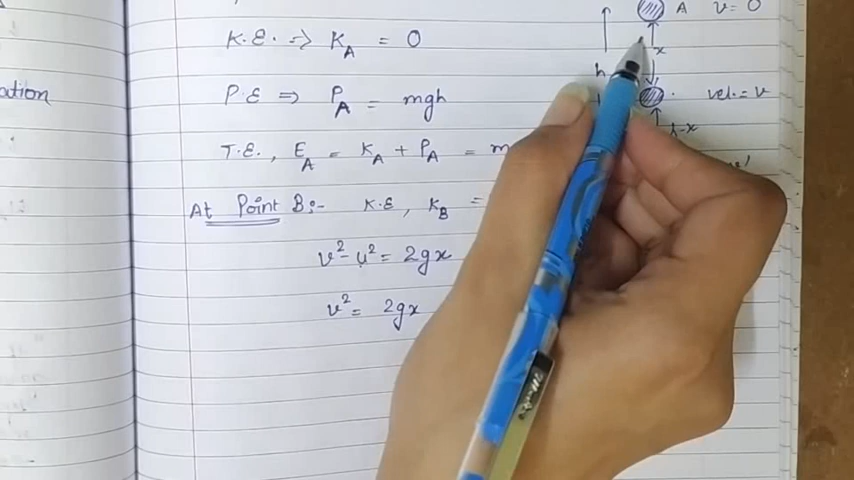 A v = 0
K.E. => K_A = 0
x
h
ation
P.E => P_A = mgh
vel. = v
h-x
T.E., E_A = K_A + P_A = m
At Point B:- K.E, K_B =
v² - u² = 2gx
v² = 2gx